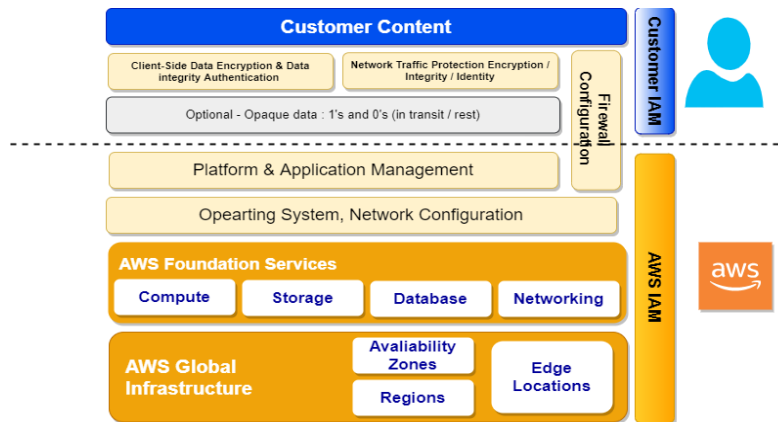 Customer Content
Client-Side Data Encryption & Data
integrity Authentication
Network Traffic Protection Encryption /
Integrity / Identity
Optional - Opaque data : 1's and 0's (in transit / rest)
Firewall
Configuration
Customer IAM
Platform & Application Management
Opearting System, Network Configuration
AWS Foundation Services
Compute
Storage
Database
Networking
AWS IAM
aws
AWS Global
Infrastructure
Avaliability
Zones
Regions
Edge
Locations